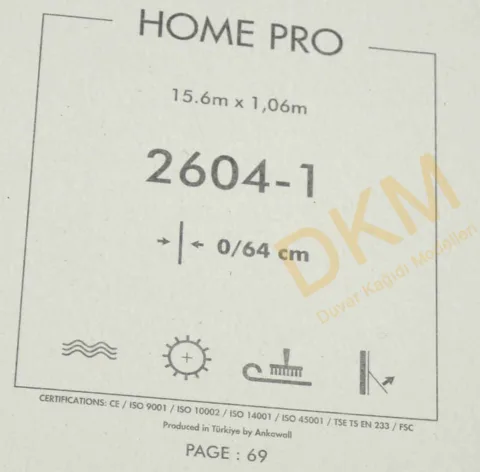 HOME PRO
15.6m x 1,06m
2604-1
0/64 cm
DKM
Duvar Kağıdı Modelleri
CERTIFICATIONS: CE / ISO 9001 / ISO 10002 / ISO 14001 / ISO 45001 / TSE TS EN 233 / FSC
Produced in Türkiye by Ankawall
PAGE : 69